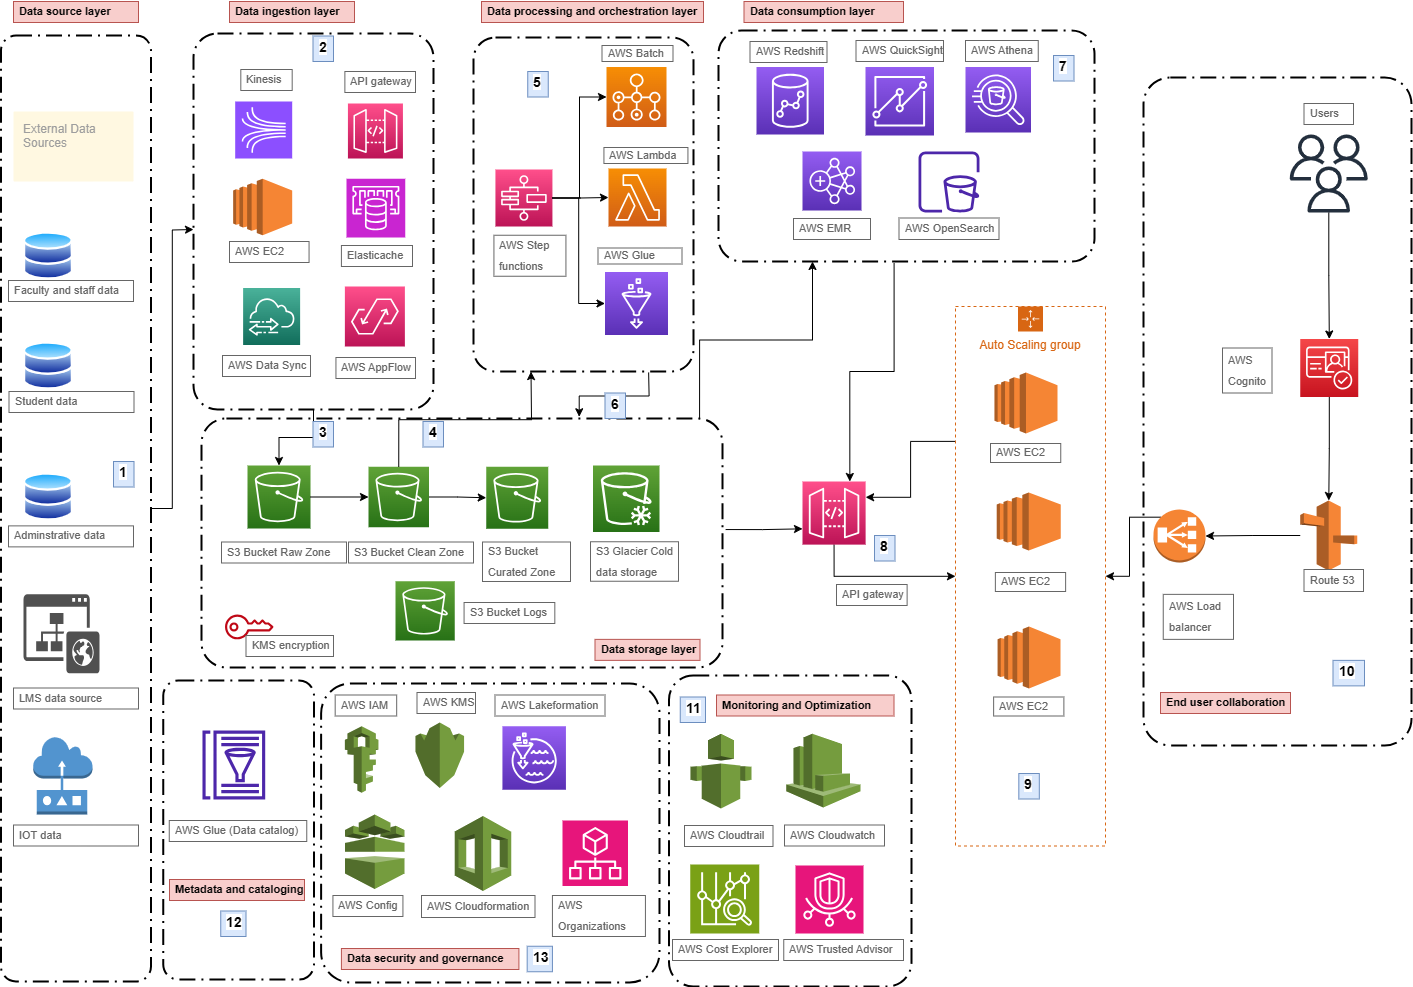 Data source layer
External Data
Sources
Faculty and staff data
Student data
1
Adminstrative data
LMS data source
IOT data
Data ingestion layer
2
Kinesis
API gateway
AWS EC2
Elasticache
AWS Data Sync
AWS AppFlow
Data processing and orchestration layer
5
AWS Batch
AWS Lambda
AWS Step
functions
AWS Glue
Data consumption layer
AWS Redshift
AWS QuickSight
AWS Athena
7
AWS EMR
AWS OpenSearch
3
4
6
S3 Bucket Raw Zone
S3 Bucket Clean Zone
S3 Bucket
Curated Zone
S3 Glacier Cold
data storage
S3 Bucket Logs
KMS encryption
Data storage layer
8
API gateway
Auto Scaling group
AWS EC2
AWS EC2
AWS EC2
9
Users
AWS
Cognito
Route 53
AWS Load
balancer
10
End user collaboration
AWS Glue (Data catalog)
Metadata and cataloging
12
AWS IAM
AWS KMS
AWS Lakeformation
AWS Config
AWS Cloudformation
AWS
Organizations
Data security and governance
13
11
Monitoring and Optimization
AWS Cloudtrail
AWS Cloudwatch
AWS Cost Explorer
AWS Trusted Advisor